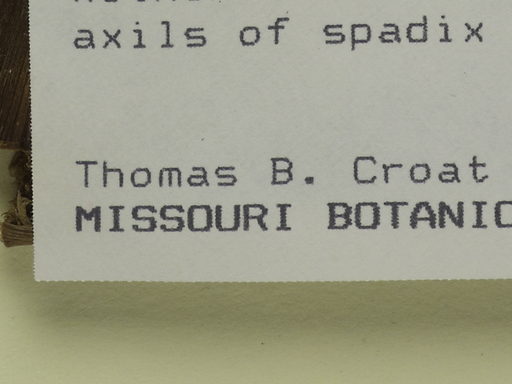 axils of spadix
Thomas B. Croat
MISSOURI BOTANIC